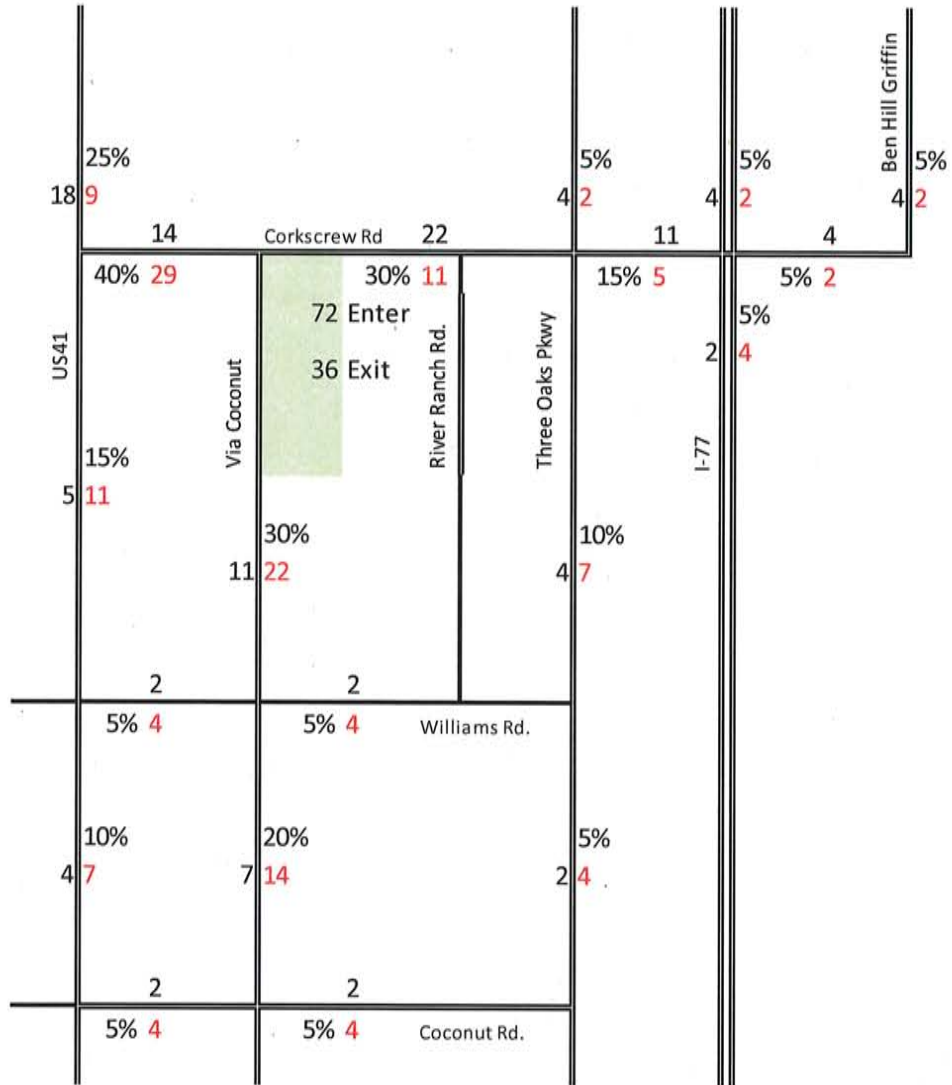 Ben Hill Griffin
25% 5% 5% 5%
18 9 4 2 4 2 4 2
14 Corkscrew Rd 22 11 4
40% 29 30% 11 15% 5 5% 2
72 Enter 5%
US41 36 Exit 2 4
Via Coconut River Ranch Rd. Three Oaks Pkwy I-77
15%
5 11
30% 10%
11 22 4 7
2 2
5% 4 5% 4 Williams Rd.
10% 20% 5%
4 7 7 14 2 4
2 2
5% 4 5% 4 Coconut Rd.